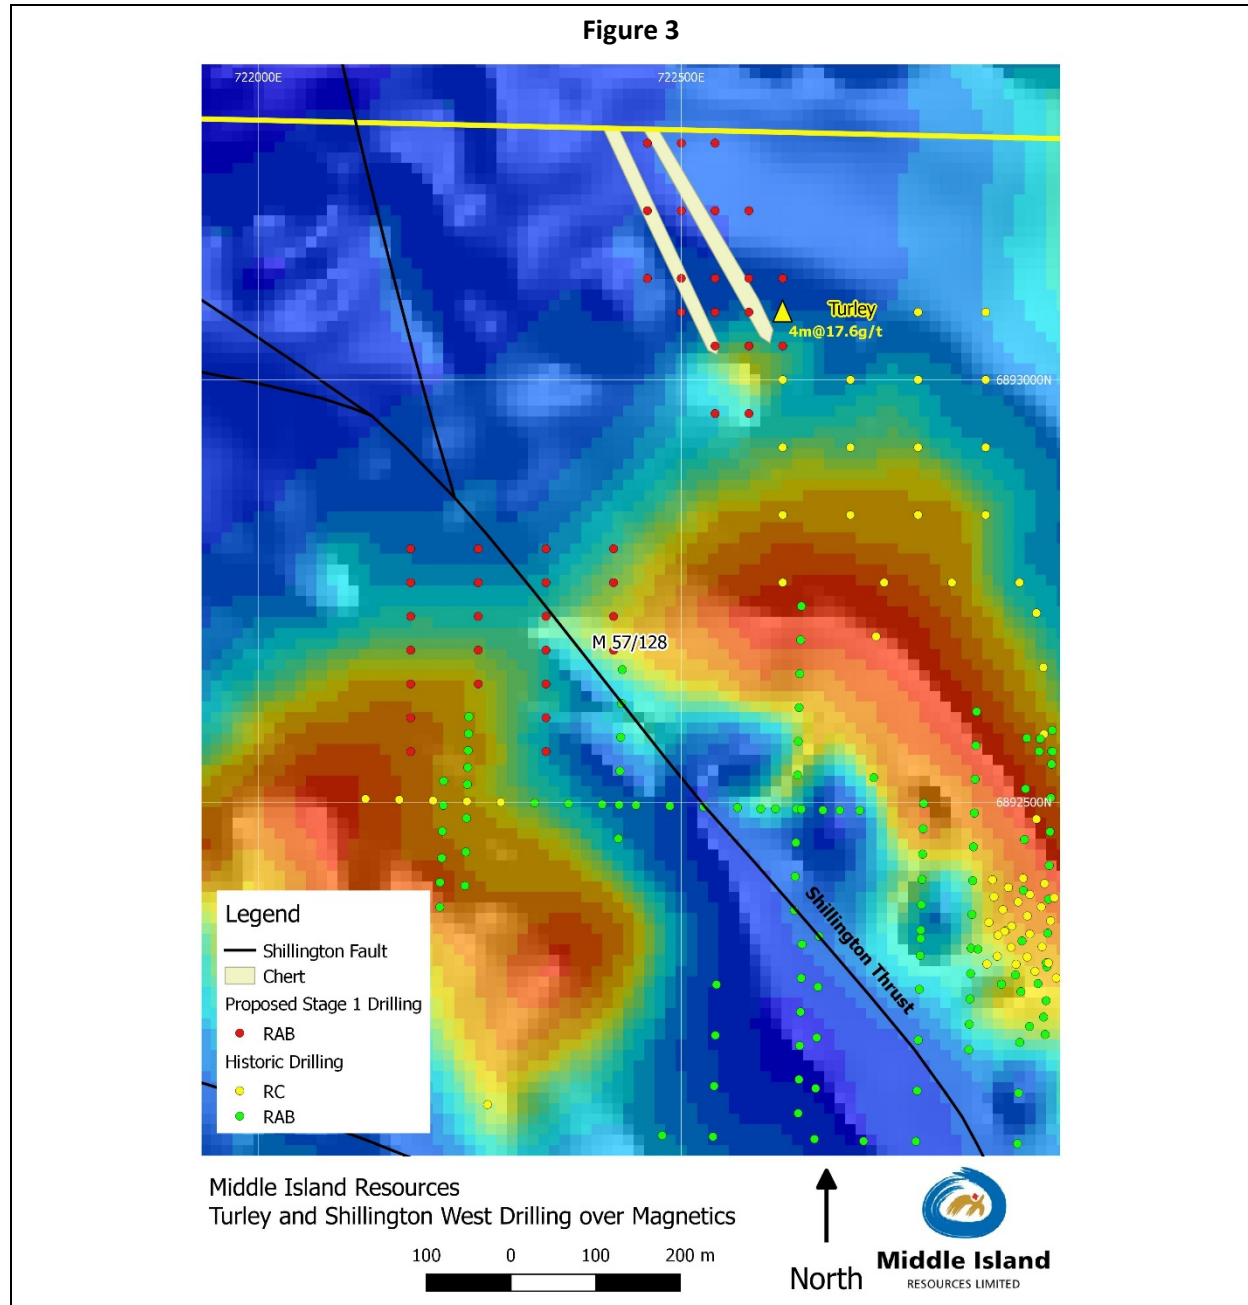 Figure 3
722000E
722500E
Turley
4m@17.6g/t
6893000N
M 57/128
6892500N
Shillington Thrust
Legend
Shillington Fault
Chert
Proposed Stage 1 Drilling
RAB
Historic Drilling
RC
RAB
Middle Island Resources
Turley and Shillington West Drilling over Magnetics
100 0 100 200 m
North
Middle Island
RESOURCES LIMITED